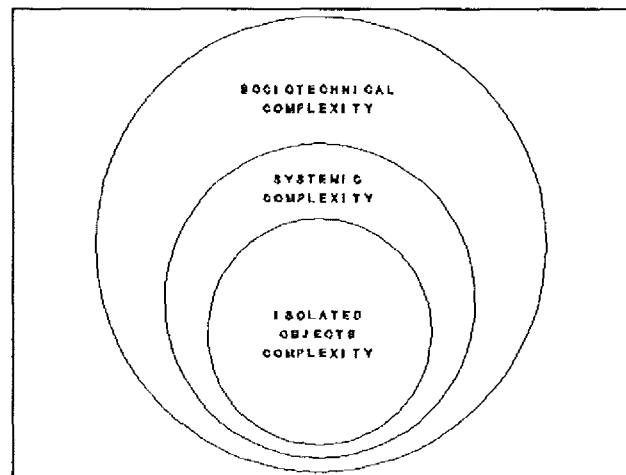 SOCIOTECHNICAL
COMPLEXITY
SYSTEMIC
COMPLEXITY
ISOLATED
OBJECTS
COMPLEXITY